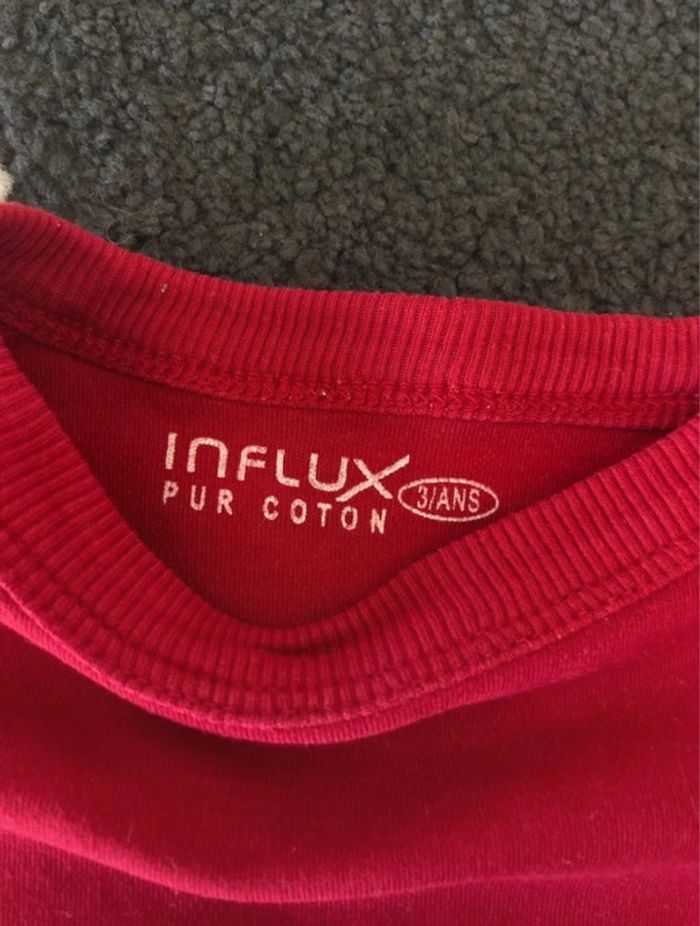 INFLUX
PUR COTON
3/ANS